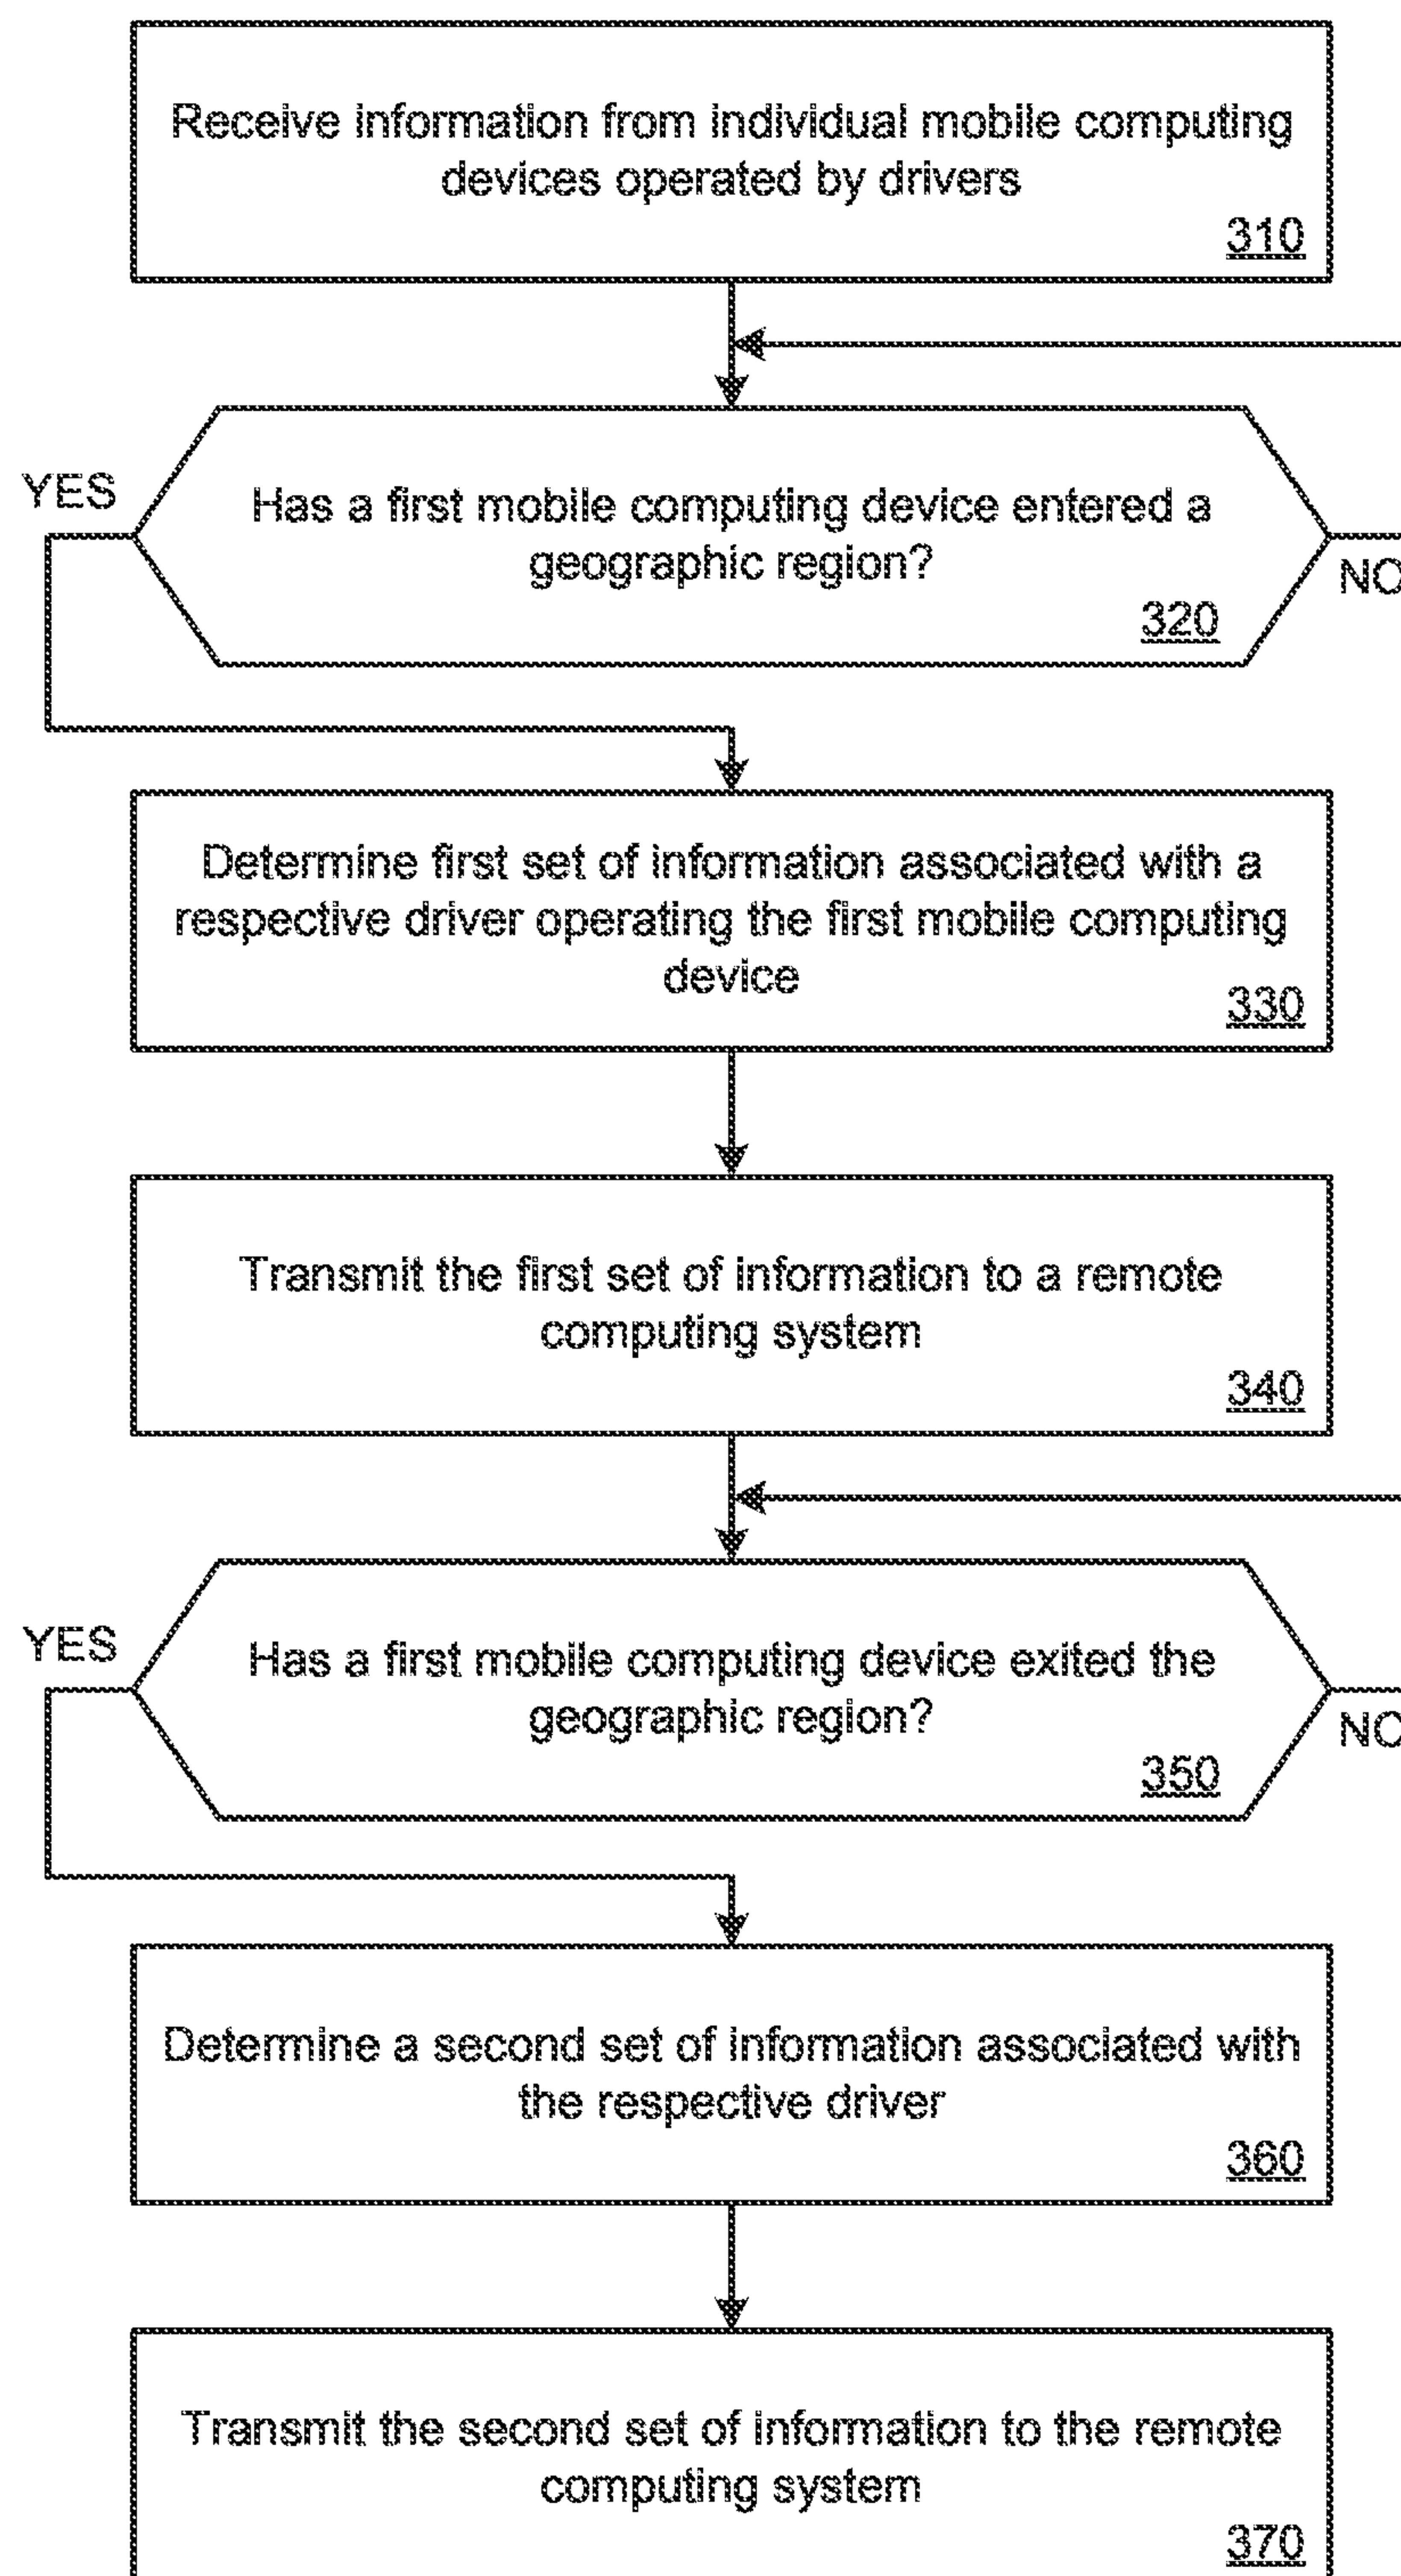 Receive information from individual mobile computing
devices operated by drivers
310
YES
Has a first mobile computing device entered a
geographic region?
NO
320
Determine first set of information associated with a
respective driver operating the first mobile computing
device
330
Transmit the first set of information to a remote
computing system
340
YES
Has a first mobile computing device exited the
geographic region?
NO
350
Determine a second set of information associated with
the respective driver
360
Transmit the second set of information to the remote
computing system
370